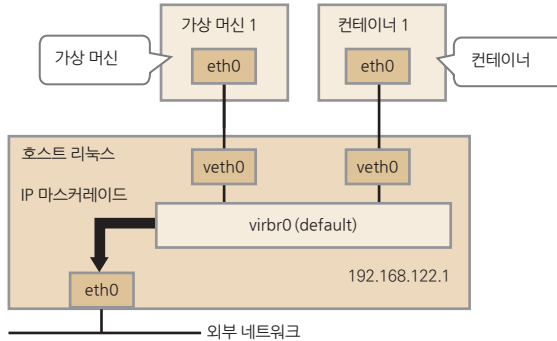 가상 머신 1
컨테이너 1
가상 머신
eth0
eth0
컨테이너
호스트 리눅스
veth0
veth0
IP 마스커레이드
virbr0 (default)
192.168.122.1
eth0
외부 네트워크